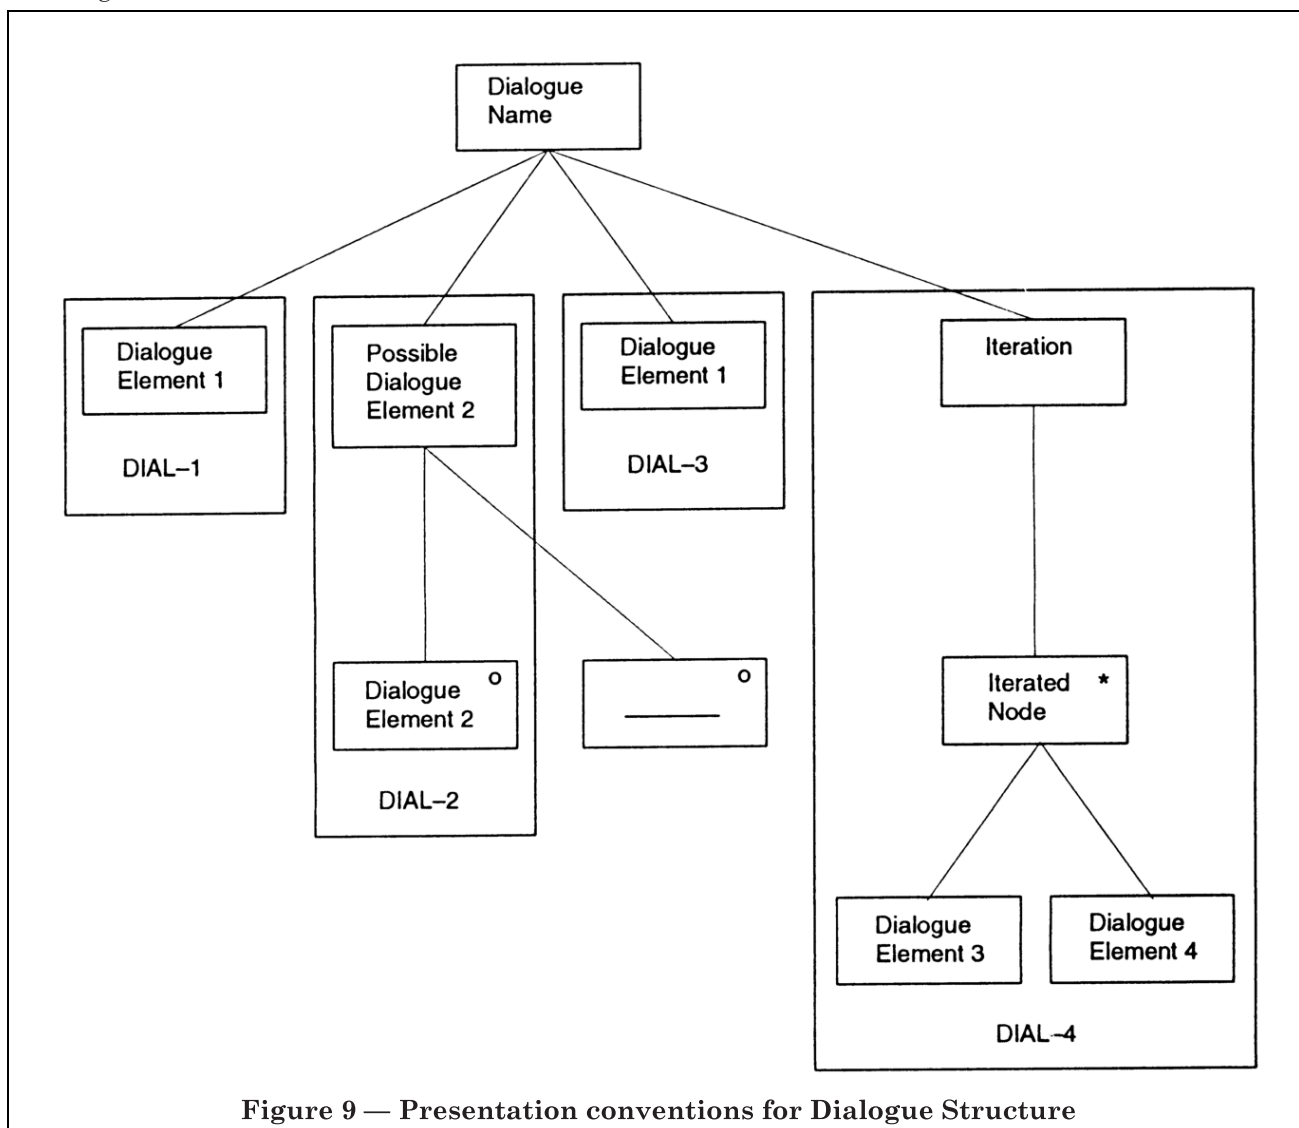 Dialogue
Name
Dialogue
Element 1
DIAL–1
Possible
Dialogue
Element 2
Dialogue
Element 1
DIAL–3
Iteration
Dialogue
Element 2
o
DIAL–2
o
Iterated *
Node
Dialogue
Element 3
Dialogue
Element 4
DIAL–4
Figure 9 — Presentation conventions for Dialogue Structure